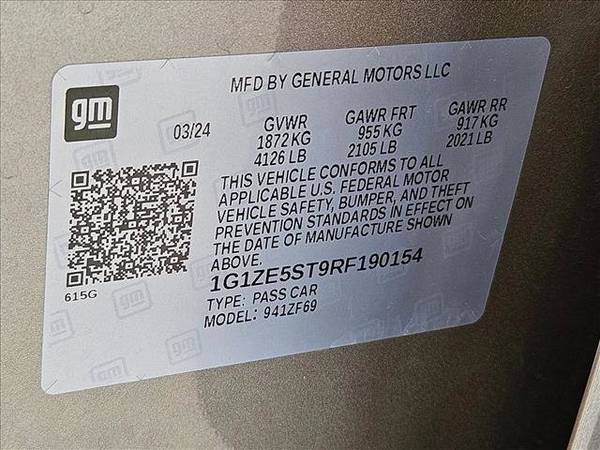 MFD BY GENERAL MOTORS LLC
gm
03/24 GVWR GAWR FRT GAWR RR
1872 KG 955 KG 917 KG
4126 LB 2105 LB 2021 LB
THIS VEHICLE CONFORMS TO ALL
APPLICABLE U.S. FEDERAL MOTOR
VEHICLE SAFETY, BUMPER, AND THEFT
PREVENTION STANDARDS IN EFFECT ON
THE DATE OF MANUFACTURE SHOWN
ABOVE.
615G
1G1ZE5ST9RF190154
TYPE: PASS CAR
MODEL: 941ZF69